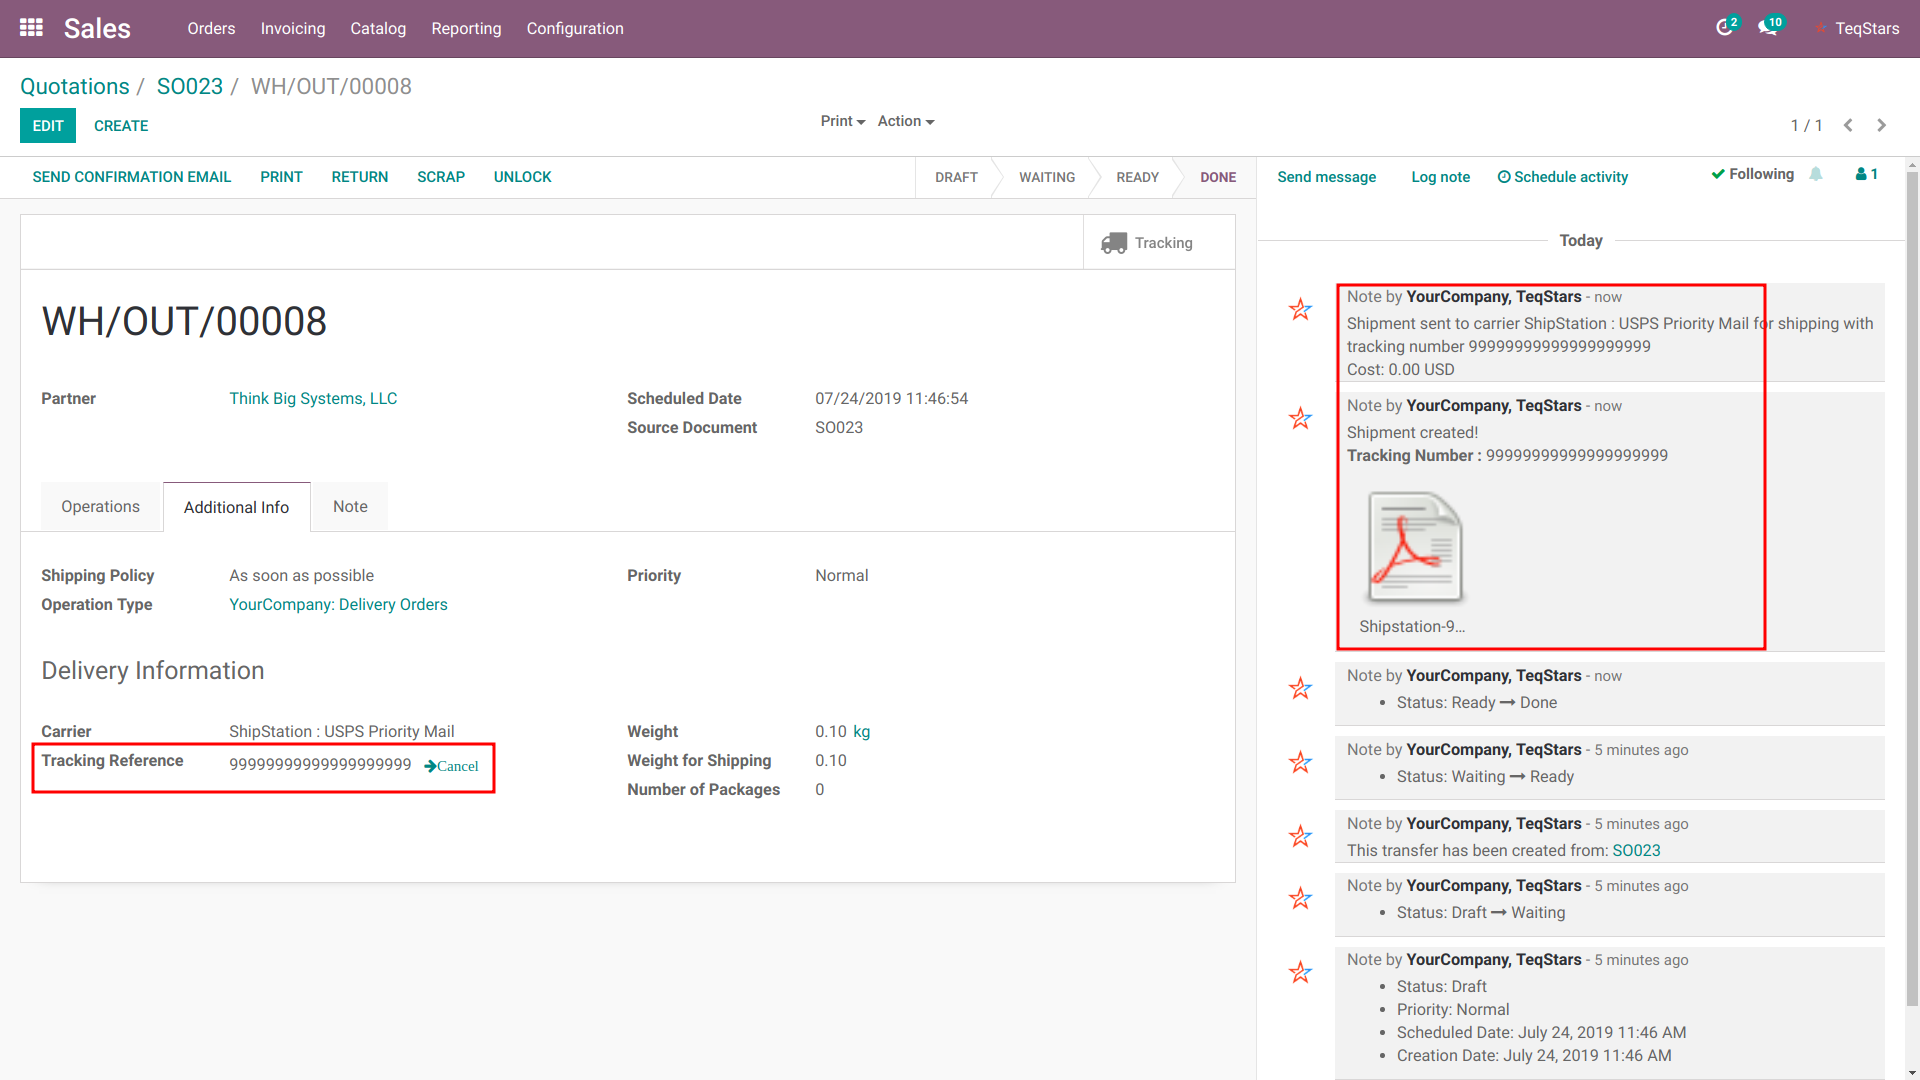 Sales
Orders
Invoicing
Catalog
Reporting
Configuration
2
10
TeqStars
Quotations / SO023 / WH/OUT/00008
EDIT
CREATE
Print
Action
1 / 1
SEND CONFIRMATION EMAIL
PRINT
RETURN
SCRAP
UNLOCK
DRAFT
WAITING
READY
DONE
Tracking
WH/OUT/00008
Partner
Think Big Systems, LLC
Scheduled Date
07/24/2019 11:46:54
Source Document
SO023
Operations
Additional Info
Note
Shipping Policy
As soon as possible
Priority
Normal
Operation Type
YourCompany: Delivery Orders
Delivery Information
Carrier
ShipStation : USPS Priority Mail
Weight
0.10 kg
Tracking Reference
99999999999999999999
Cancel
Weight for Shipping
0.10
Number of Packages
0
Send message
Log note
Schedule activity
Following
1
Today
Note by YourCompany, TeqStars - now
Shipment sent to carrier ShipStation : USPS Priority Mail for shipping with
tracking number 99999999999999999999
Cost: 0.00 USD
Note by YourCompany, TeqStars - now
Shipment created!
Tracking Number : 99999999999999999999
Shipstation-9...
Note by YourCompany, TeqStars - now
Status: Ready → Done
Note by YourCompany, TeqStars - 5 minutes ago
Status: Waiting → Ready
Note by YourCompany, TeqStars - 5 minutes ago
This transfer has been created from: SO023
Note by YourCompany, TeqStars - 5 minutes ago
Status: Draft → Waiting
Note by YourCompany, TeqStars - 5 minutes ago
Status: Draft
Priority: Normal
Scheduled Date: July 24, 2019 11:46 AM
Creation Date: July 24, 2019 11:46 AM